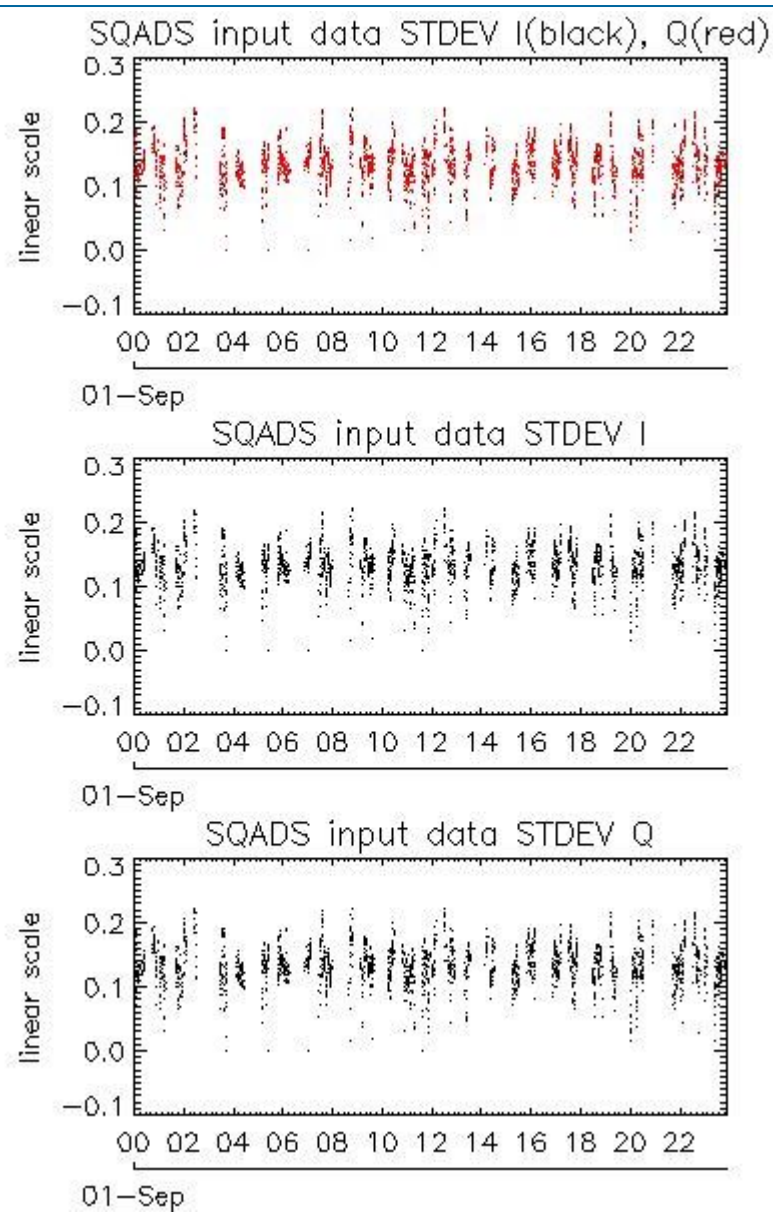 SQADS input data STDEV I(black), Q(red)
0.3
0.2
0.1
0.0
−0.1
linear scale
00 02 04 06 08 10 12 14 16 18 20 22
01−Sep
SQADS input data STDEV I
0.3
0.2
0.1
0.0
−0.1
linear scale
00 02 04 06 08 10 12 14 16 18 20 22
01−Sep
SQADS input data STDEV Q
0.3
0.2
0.1
0.0
−0.1
linear scale
00 02 04 06 08 10 12 14 16 18 20 22
01−Sep